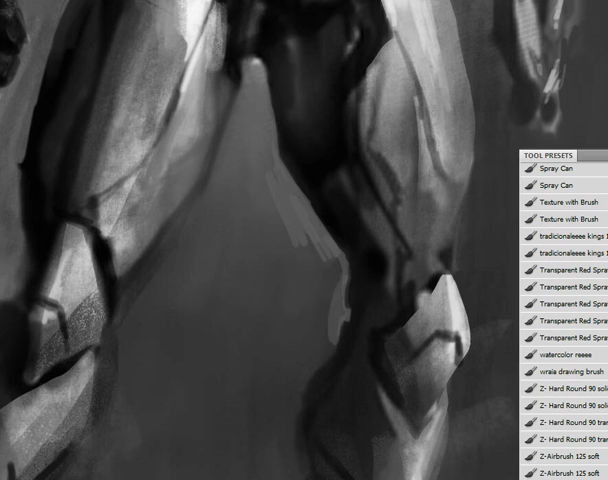 TOOL PRESETS
Spray Can
Spray Can
Texture with Brush
Texture with Brush
tradicionaleeee kings 1
tradicionaleeee kings 1
Transparent Red Spra
Transparent Red Spra
Transparent Red Spra
Transparent Red Spra
Transparent Red Spra
watercolor reeee
wraia drawing brush
Z- Hard Round 90 soli
Z- Hard Round 90 soli
Z- Hard Round 90 tran
Z- Hard Round 90 tran
Z-Airbrush 125 soft
Z-Airbrush 125 soft